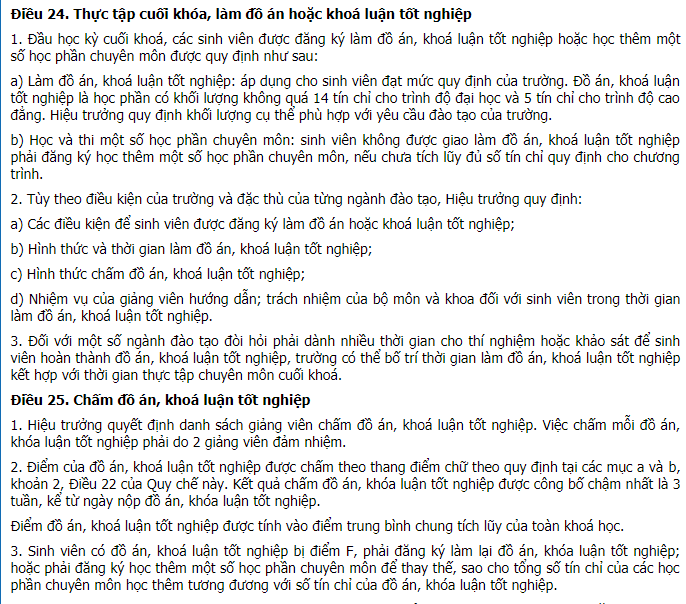 Điều 24. Thực tập cuối khóa, làm đồ án hoặc khoá luận tốt nghiệp
1. Đầu học kỳ cuối khoá, các sinh viên được đăng ký làm đồ án, khoá luận tốt nghiệp hoặc học thêm một
số học phần chuyên môn được quy định như sau:
a) Làm đồ án, khoá luận tốt nghiệp: áp dụng cho sinh viên đạt mức quy định của trường. Đồ án, khoá luận
tốt nghiệp là học phần có khối lượng không quá 14 tín chỉ cho trình độ đại học và 5 tín chỉ cho trình độ cao
đẳng. Hiệu trưởng quy định khối lượng cụ thể phù hợp với yêu cầu đào tạo của trường.
b) Học và thi một số học phần chuyên môn: sinh viên không được giao làm đồ án, khoá luận tốt nghiệp
phải đăng ký học thêm một số học phần chuyên môn, nếu chưa tích lũy đủ số tín chỉ quy định cho chương
trình.
2. Tùy theo điều kiện của trường và đặc thù của từng ngành đào tạo, Hiệu trưởng quy định:
a) Các điều kiện để sinh viên được đăng ký làm đồ án hoặc khoá luận tốt nghiệp;
b) Hình thức và thời gian làm đồ án, khoá luận tốt nghiệp;
c) Hình thức chấm đồ án, khoá luận tốt nghiệp;
d) Nhiệm vụ của giảng viên hướng dẫn; trách nhiệm của bộ môn và khoa đối với sinh viên trong thời gian
làm đồ án, khoá luận tốt nghiệp.
3. Đối với một số ngành đào tạo đòi hỏi phải dành nhiều thời gian cho thí nghiệm hoặc khảo sát để sinh
viên hoàn thành đồ án, khoá luận tốt nghiệp, trường có thể bố trí thời gian làm đồ án, khoá luận tốt nghiệp
kết hợp với thời gian thực tập chuyên môn cuối khoá.
Điều 25. Chấm đồ án, khoá luận tốt nghiệp
1. Hiệu trưởng quyết định danh sách giảng viên chấm đồ án, khoá luận tốt nghiệp. Việc chấm mỗi đồ án,
khóa luận tốt nghiệp phải do 2 giảng viên đảm nhiệm.
2. Điểm của đồ án, khoá luận tốt nghiệp được chấm theo thang điểm chữ theo quy định tại các mục a và b,
khoản 2, Điều 22 của Quy chế này. Kết quả chấm đồ án, khóa luận tốt nghiệp được công bố chậm nhất là 3
tuần, kể từ ngày nộp đồ án, khóa luận tốt nghiệp.
Điểm đồ án, khoá luận tốt nghiệp được tính vào điểm trung bình chung tích lũy của toàn khoá học.
3. Sinh viên có đồ án, khoá luận tốt nghiệp bị điểm F, phải đăng ký làm lại đồ án, khóa luận tốt nghiệp;
hoặc phải đăng ký học thêm một số học phần chuyên môn để thay thế, sao cho tổng số tín chỉ của các học
phần chuyên môn học thêm tương đương với số tín chỉ của đồ án, khóa luận tốt nghiệp.